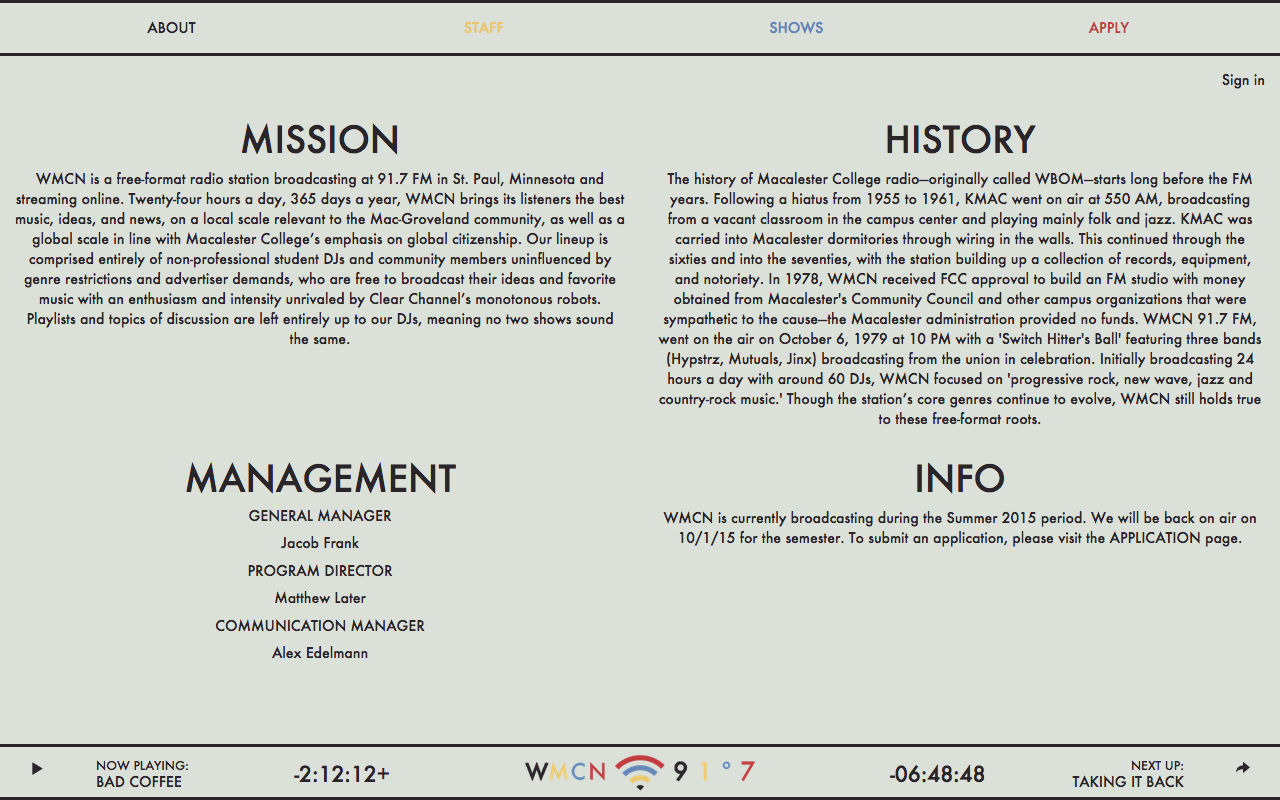 ABOUT
STAFF
SHOWS
APPLY
Sign in
MISSION
WMCN is a free-format radio station broadcasting at 91.7 FM in St. Paul, Minnesota and
streaming online. Twenty-four hours a day, 365 days a year, WMCN brings its listeners the best
music, ideas, and news, on a local scale relevant to the Mac-Groveland community, as well as a
global scale in line with Macalester College’s emphasis on global citizenship. Our lineup is
comprised entirely of non-professional student DJs and community members uninfluenced by
genre restrictions and advertiser demands, who are free to broadcast their ideas and favorite
music with an enthusiasm and intensity unrivaled by Clear Channel’s monotonous robots.
Playlists and topics of discussion are left entirely up to our DJs, meaning no two shows sound
the same.
HISTORY
The history of Macalester College radio—originally called WBOM—starts long before the FM
years. Following a hiatus from 1955 to 1961, KMAC went on air at 550 AM, broadcasting
from a vacant classroom in the campus center and playing mainly folk and jazz. KMAC was
carried into Macalester dormitories through wiring in the walls. This continued through the
sixties and into the seventies, with the station building up a collection of records, equipment,
and notoriety. In 1978, WMCN received FCC approval to build an FM studio with money
obtained from Macalester's Community Council and other campus organizations that were
sympathetic to the cause—the Macalester administration provided no funds. WMCN 91.7 FM,
went on the air on October 6, 1979 at 10 PM with a 'Switch Hitter's Ball' featuring three bands
(Hypstrz, Mutuals, Jinx) broadcasting from the union in celebration. Initially broadcasting 24
hours a day with around 60 DJs, WMCN focused on 'progressive rock, new wave, jazz and
country-rock music.' Though the station’s core genres continue to evolve, WMCN still holds true
to these free-format roots.
MANAGEMENT
GENERAL MANAGER
Jacob Frank
PROGRAM DIRECTOR
Matthew Later
COMMUNICATION MANAGER
Alex Edelmann
INFO
WMCN is currently broadcasting during the Summer 2015 period. We will be back on air on
10/1/15 for the semester. To submit an application, please visit the APPLICATION page.
NOW PLAYING:
BAD COFFEE
-2:12:12+
WMCN 9 1 ° 7
-06:48:48
NEXT UP:
TAKING IT BACK